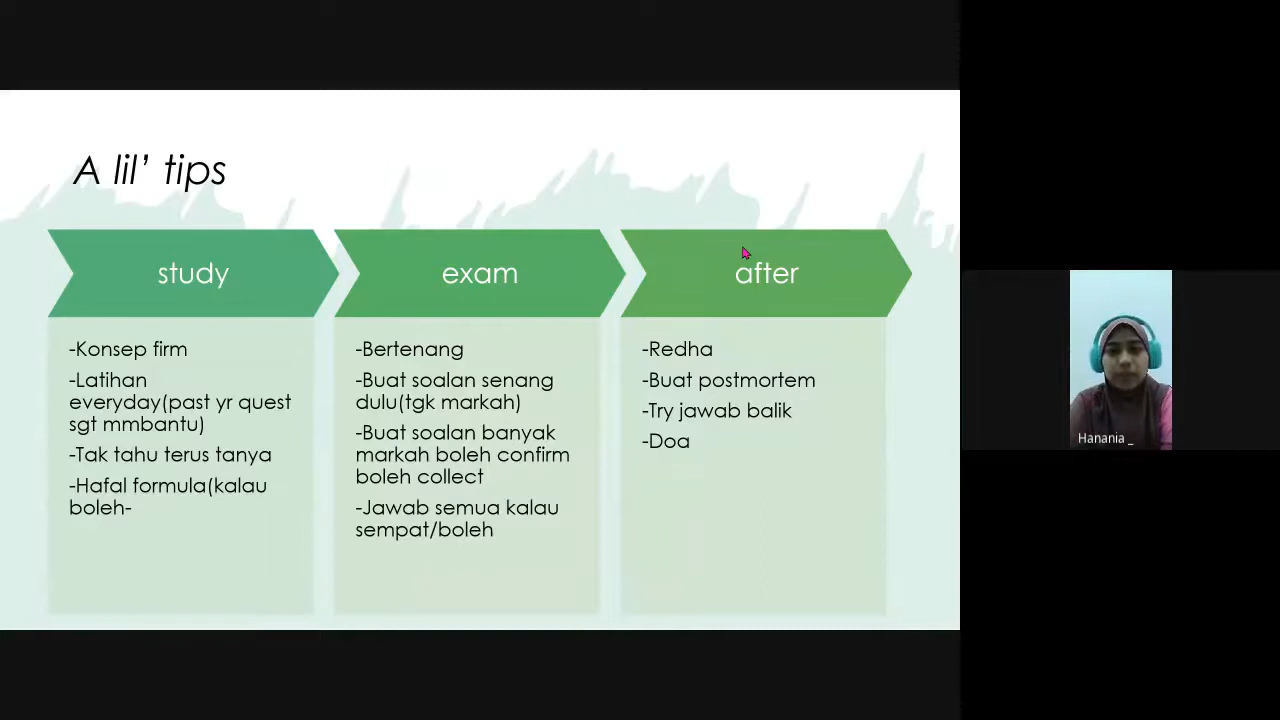 A lil’ tips
study
-Konsep firm
-Latihan
everyday(past yr quest
sgt mmbantu)
-Tak tahu terus tanya
-Hafal formula(kalau
boleh-
exam
-Bertenang
-Buat soalan senang
dulu(tgk markah)
-Buat soalan banyak
markah boleh confirm
boleh collect
-Jawab semua kalau
sempat/boleh
after
-Redha
-Buat postmortem
-Try jawab balik
-Doa
Hanania _